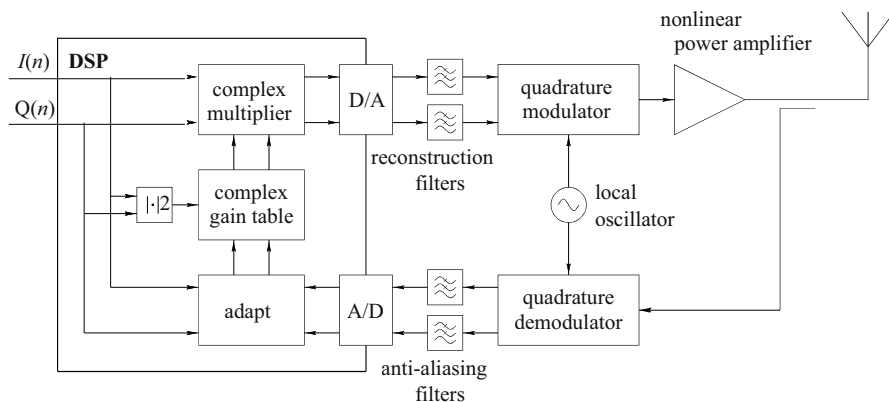 nonlinear
power amplifier
I(n) DSP
complex
multiplier
D/A
quadrature
modulator
Q(n)
reconstruction
filters
|·|2
complex
gain table
local
oscillator
adapt
A/D
quadrature
demodulator
anti-aliasing
filters